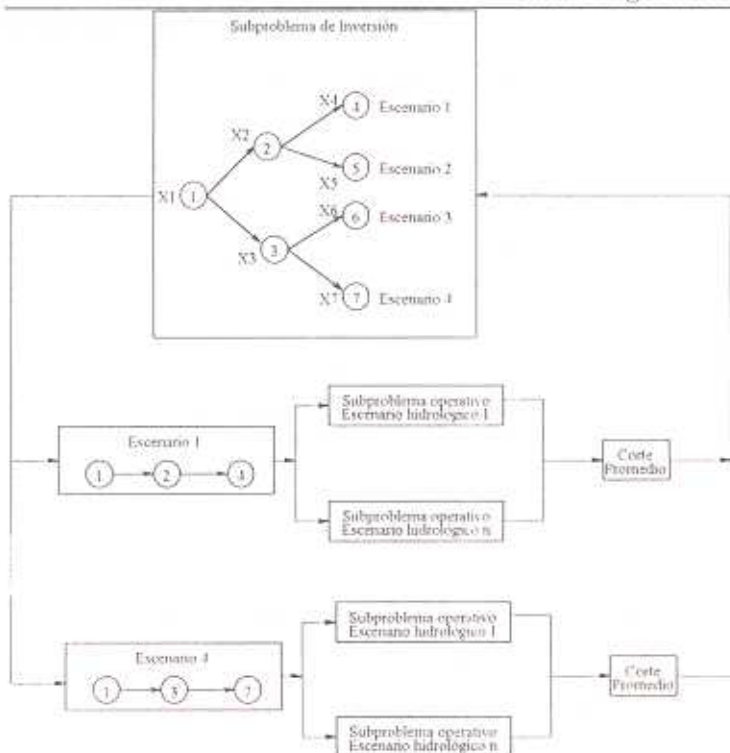 Subproblema de Inversión
X4 4 Escenario 1
X2 2
X5 5 Escenario 2
X1 1
X6 6 Escenario 3
X3 3
X7 7 Escenario 4
Subproblema operativo
Escenario hidrológico 1
Escenario 1
1 2 4
Corte
Promedio
Subproblema operativo
Escenario hidrológico n
Subproblema operativo
Escenario hidrológico 1
Escenario 4
1 3 7
Corte
Promedio
Subproblema operativo
Escenario hidrológico n